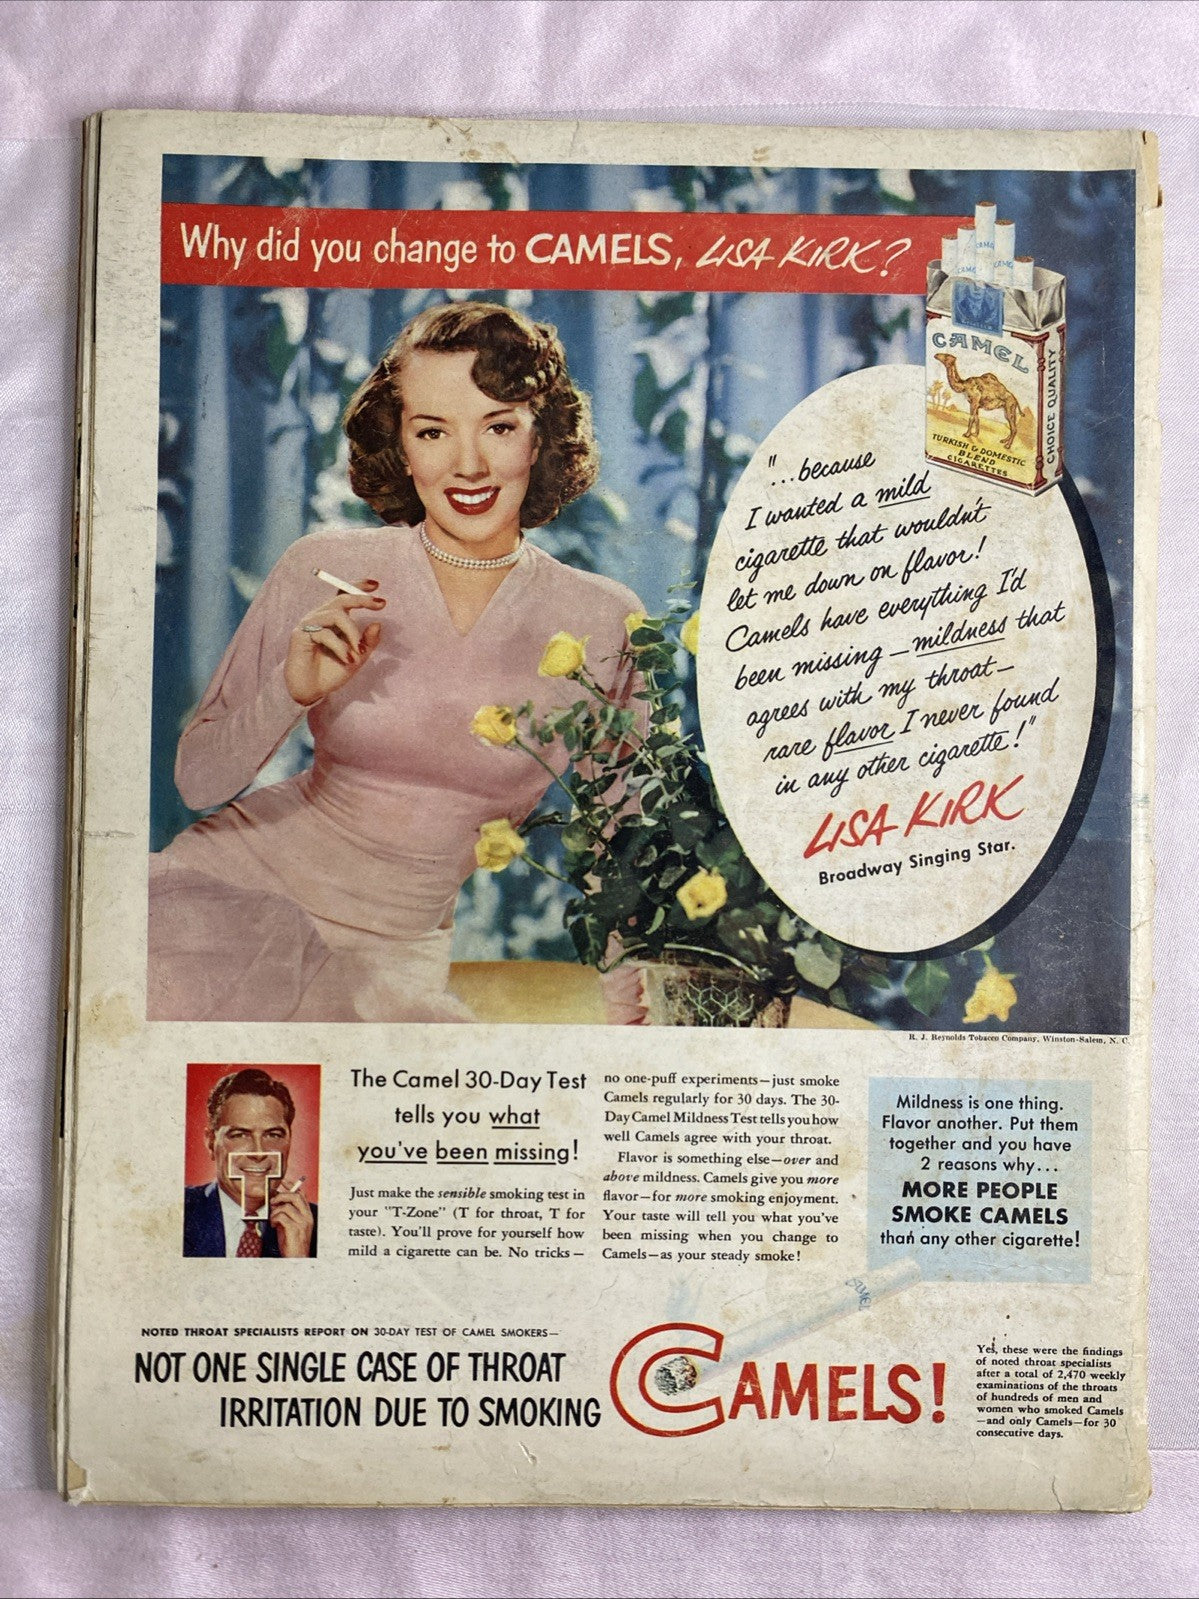 Why did you change to CAMELS, LISA KIRK?
CAMEL
CAMEL
CAMEL
CAMEL
CAMEL
TURKISH & DOMESTIC
BLEND
CIGARETTES
CHOICE QUALITY
"...because
I wanted a mild
cigarette that wouldn't
let me down on flavor!
Camels have everything I'd
been missing — mildness that
agrees with my throat —
rare flavor I never found
in any other cigarette!"
LISA KIRK
Broadway Singing Star.
R. J. Reynolds Tobacco Company, Winston-Salem, N. C.
T
The Camel 30-Day Test
tells you what
you've been missing!
Just make the sensible smoking test in
your "T-Zone" (T for throat, T for
taste). You'll prove for yourself how
mild a cigarette can be. No tricks—
no one-puff experiments—just smoke
Camels regularly for 30 days. The 30-
Day Camel Mildness Test tells you how
well Camels agree with your throat.
Flavor is something else—over and
above mildness. Camels give you more
flavor—for more smoking enjoyment.
Your taste will tell you what you've
been missing when you change to
Camels—as your steady smoke!
Mildness is one thing.
Flavor another. Put them
together and you have
2 reasons why...
MORE PEOPLE
SMOKE CAMELS
than any other cigarette!
CAMEL
NOTED THROAT SPECIALISTS REPORT ON 30-DAY TEST OF CAMEL SMOKERS—
NOT ONE SINGLE CASE OF THROAT
IRRITATION DUE TO SMOKING
CAMELS!
Yes, these were the findings
of noted throat specialists
after a total of 2,470 weekly
examinations of the throats
of hundreds of men and
women who smoked Camels
—and only Camels—for 30
consecutive days.